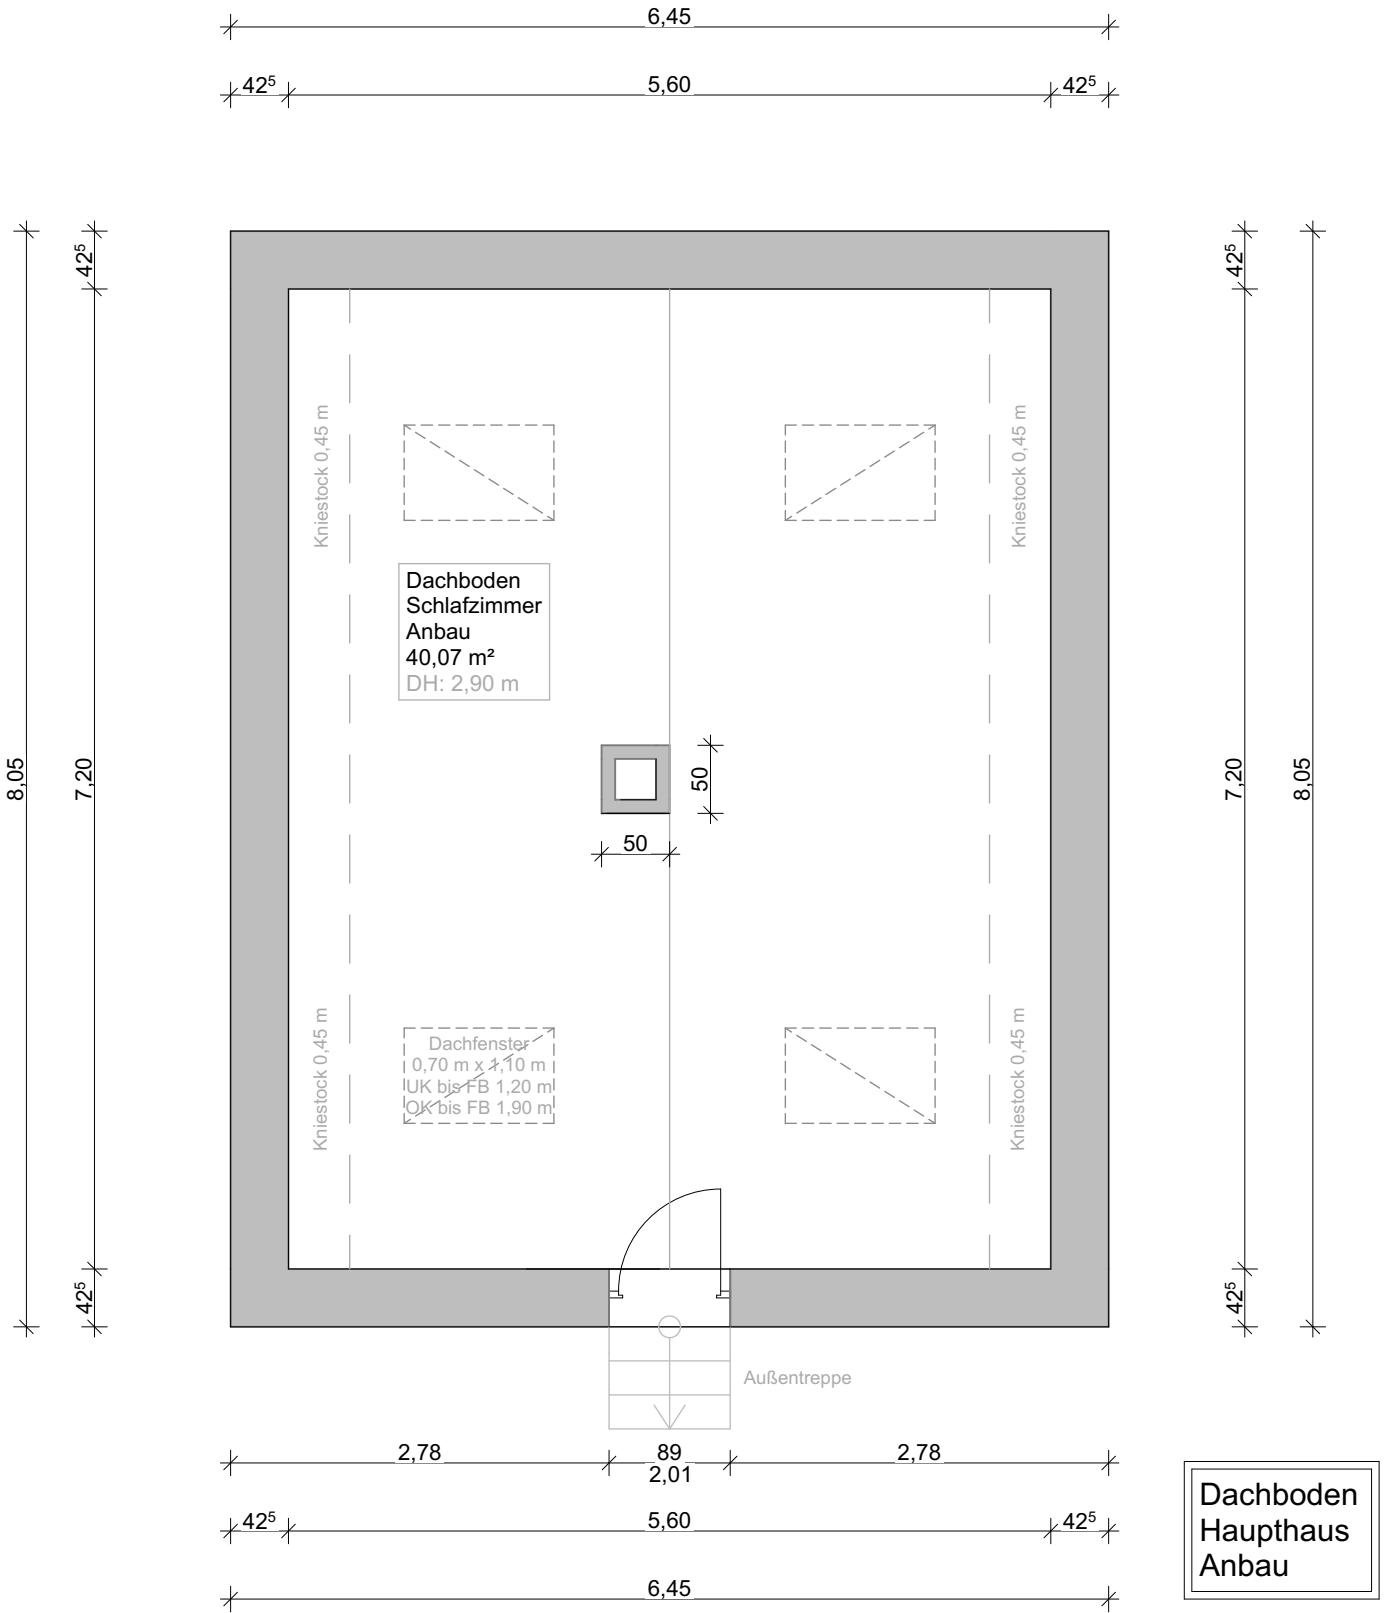 6,45
42⁵
5,60
42⁵
42⁵
42⁵
Kniestock 0,45 m
Kniestock 0,45 m
Dachboden
Schlafzimmer
Anbau
40,07 m²
DH: 2,90 m
8,05
7,20
50
50
7,20
8,05
Kniestock 0,45 m
Dachfenster
0,70 m x 1,10 m
UK bis FB 1,20 m
OK bis FB 1,90 m
Kniestock 0,45 m
42⁵
42⁵
Außentreppe
2,78
89
2,01
2,78
42⁵
5,60
42⁵
6,45
Dachboden
Haupthaus
Anbau